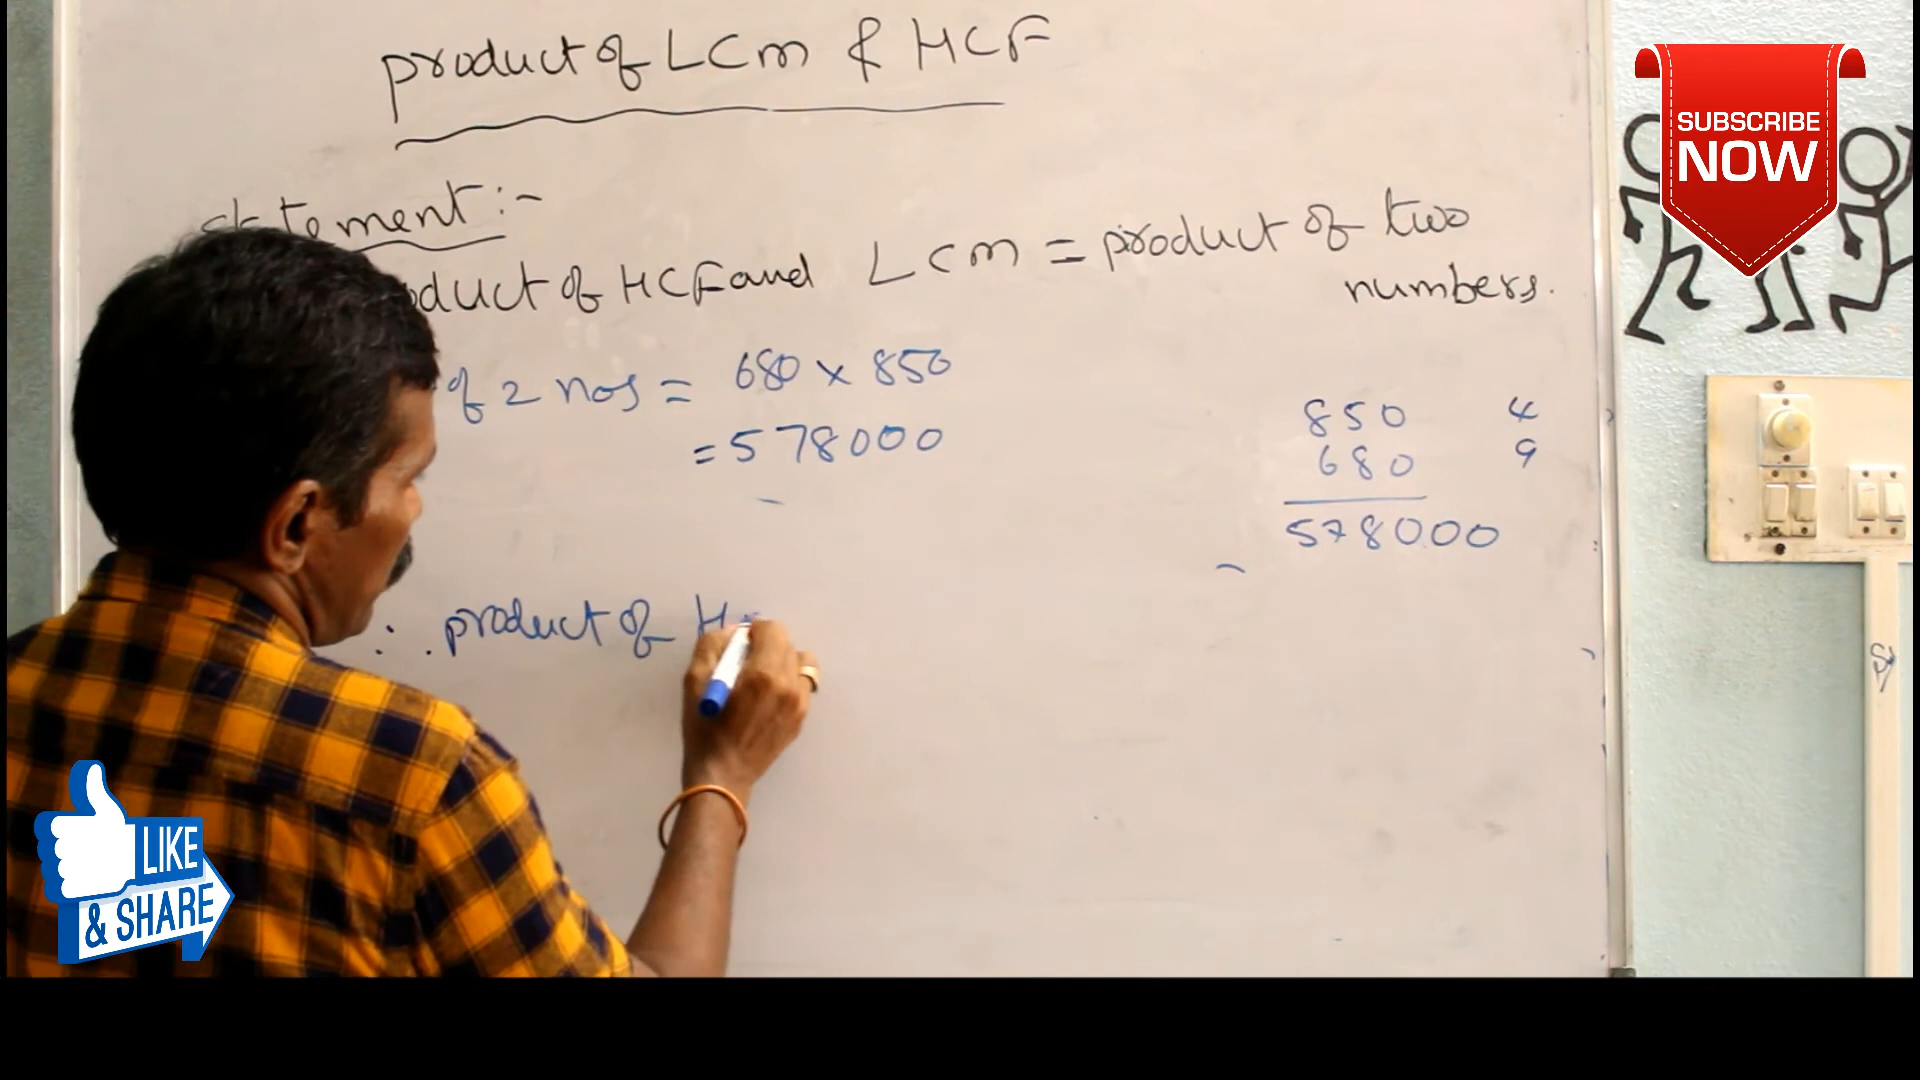 product of LCm & HCF
statement :-
oduct of HCF and LCm = product of two
numbers.
of 2 nos = 680 x 850
= 578000
850 4
680 9
578000
∴ product of H
SUBSCRIBE
NOW
LIKE
& SHARE